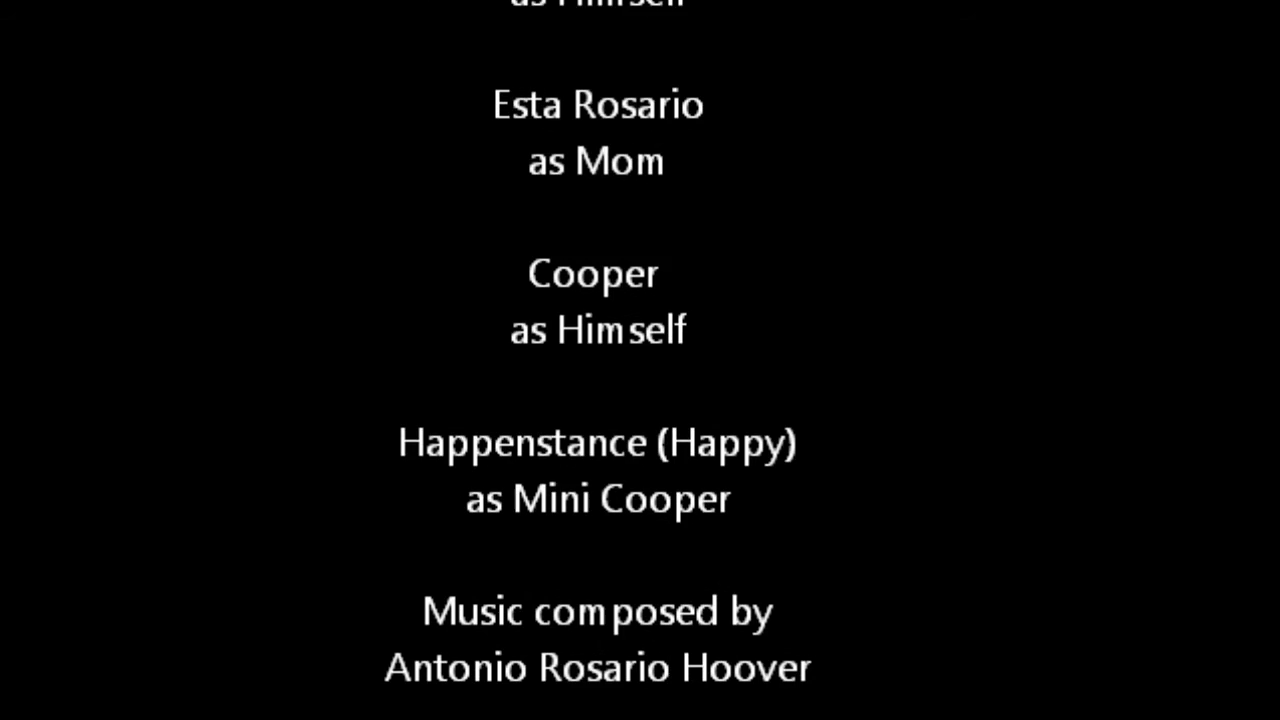 as Himself
Esta Rosario
as Mom
Cooper
as Himself
Happenstance (Happy)
as Mini Cooper
Music composed by
Antonio Rosario Hoover